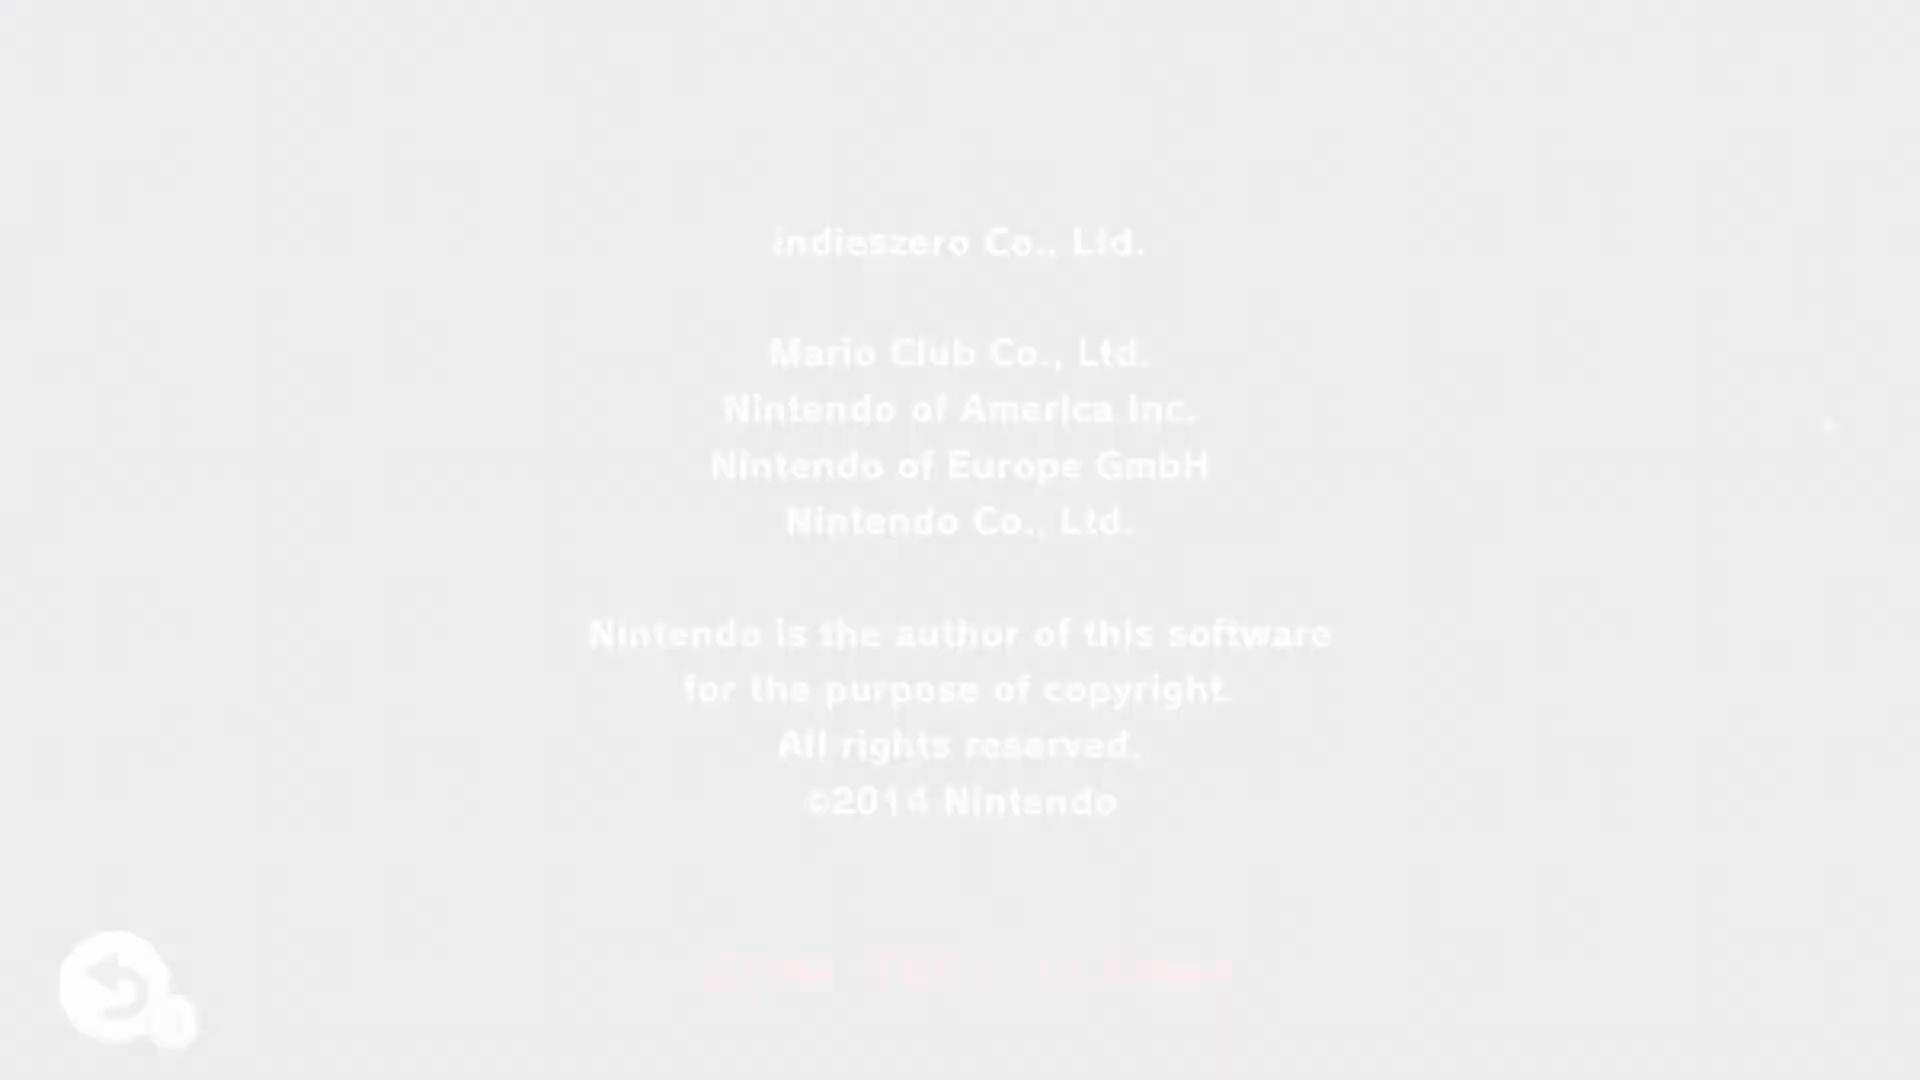 indieszero Co., Ltd.
Mario Club Co., Ltd.
Nintendo of America Inc.
Nintendo of Europe GmbH
Nintendo Co., Ltd.
Nintendo is the author of this software
for the purpose of copyright.
All rights reserved.
©2014 Nintendo